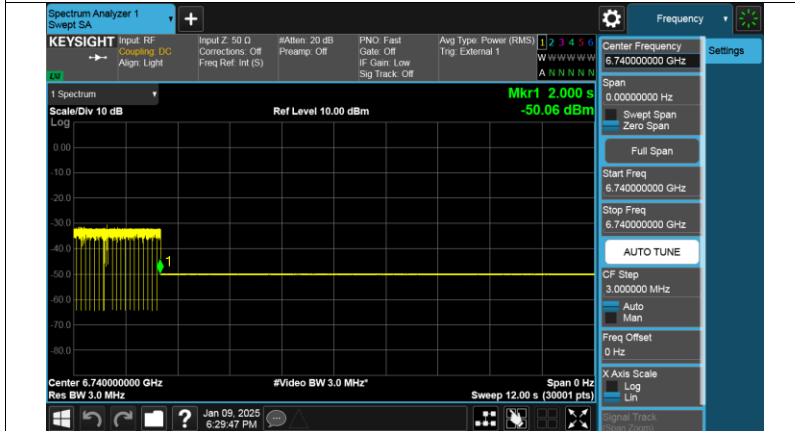 Spectrum Analyzer 1
Swept SA
+
Frequency
KEYSIGHT
Input: RF
Coupling: DC
Align: Light
Input Z: 50 Ω
Corrections: Off
Freq Ref: Int (S)
#Atten: 20 dB
Preamp: Off
PNO: Fast
Gate: Off
IF Gain: Low
Sig Track: Off
Avg Type: Power (RMS)
Trig: External 1
1 2 3 4 5 6
W W W W W W
A N N N N N
LXI
1 Spectrum
Scale/Div 10 dB
Ref Level 10.00 dBm
Mkr1 2.000 s
-50.06 dBm
Log
0.00
-10.0
-20.0
-30.0
-40.0
-50.0
-60.0
-70.0
-80.0
1
Center 6.740000000 GHz
Res BW 3.0 MHz
#Video BW 3.0 MHz*
Span 0 Hz
Sweep 12.00 s (30001 pts)
Jan 09, 2025
6:29:47 PM
?
Center Frequency
6.740000000 GHz
Settings
Span
0.00000000 Hz
Swept Span
Zero Span
Full Span
Start Freq
6.740000000 GHz
Stop Freq
6.740000000 GHz
AUTO TUNE
CF Step
3.000000 MHz
Auto
Man
Freq Offset
0 Hz
X Axis Scale
Log
Lin
Signal Track
(Span Zoom)